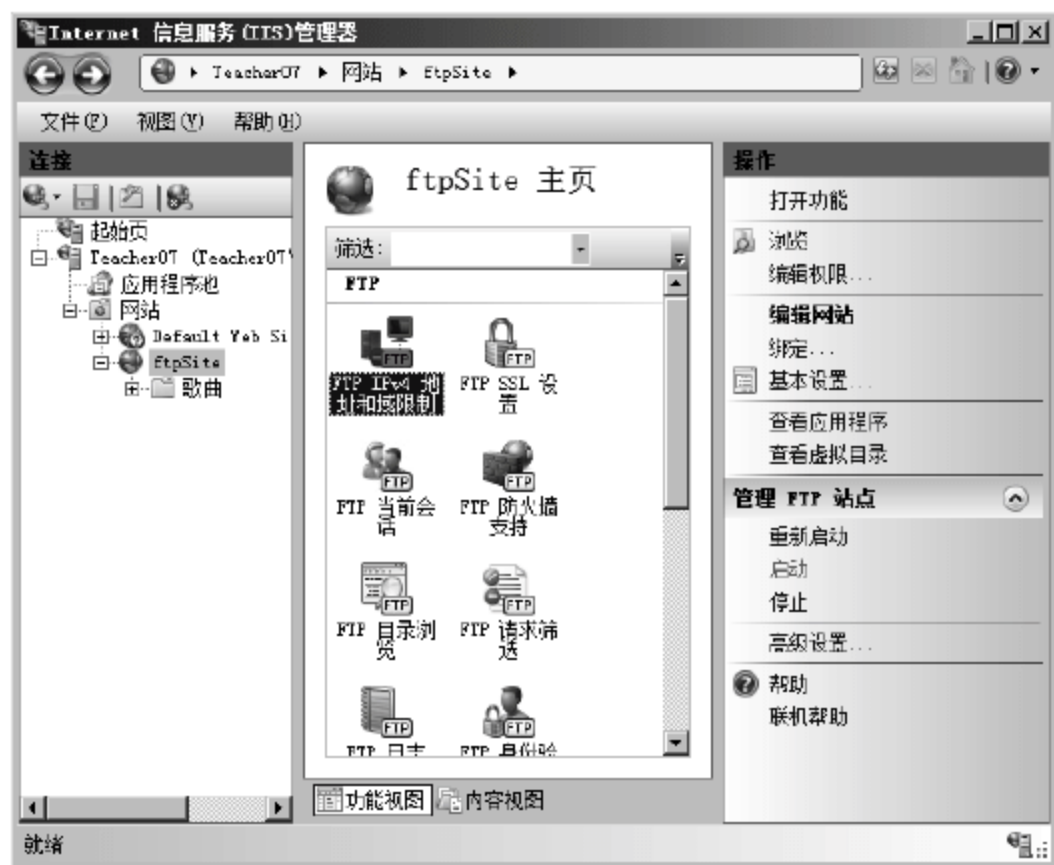 Internet 信息服务(IIS)管理器
Teacher07 网站 ftpSite
文件(F) 视图(V) 帮助(H)
连接
起始页
Teacher07 (Teacher07\
应用程序池
网站
Default Web Si
ftpSite
歌曲
ftpSite 主页
筛选:
FTP
FTP IPv4 地
址和域限制
FTP SSL 设
置
FTP 当前会
话
FTP 防火墙
支持
FTP 目录浏
览
FTP 请求筛
选
FTP 日志
FTP 身份验
功能视图 内容视图
操作
打开功能
浏览
编辑权限...
编辑网站
绑定...
基本设置...
查看应用程序
查看虚拟目录
管理 FTP 站点
重新启动
启动
停止
高级设置...
帮助
联机帮助
就绪